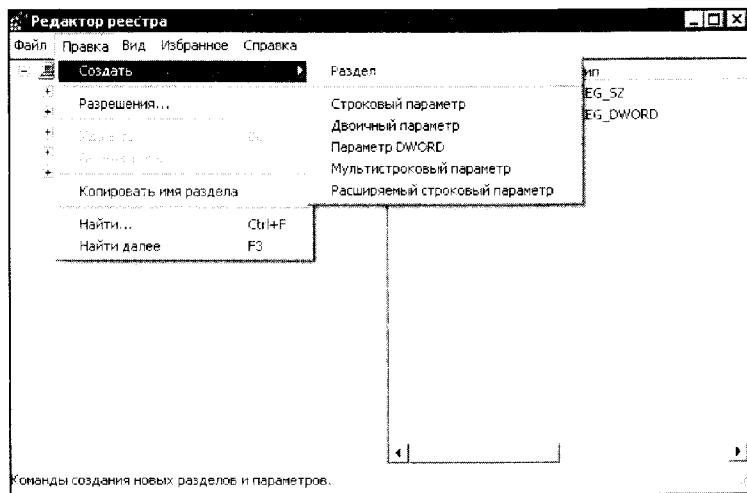 Редактор реестра
Файл Правка Вид Избранное Справка
Создать
Раздел
ип
Разрешения...
Строковый параметр
EG_SZ
Двоичный параметр
EG_DWORD
Параметр DWORD
Мультистроковый параметр
Копировать имя раздела
Расширяемый строковый параметр
Найти... Ctrl+F
Найти далее F3
Команды создания новых разделов и параметров.